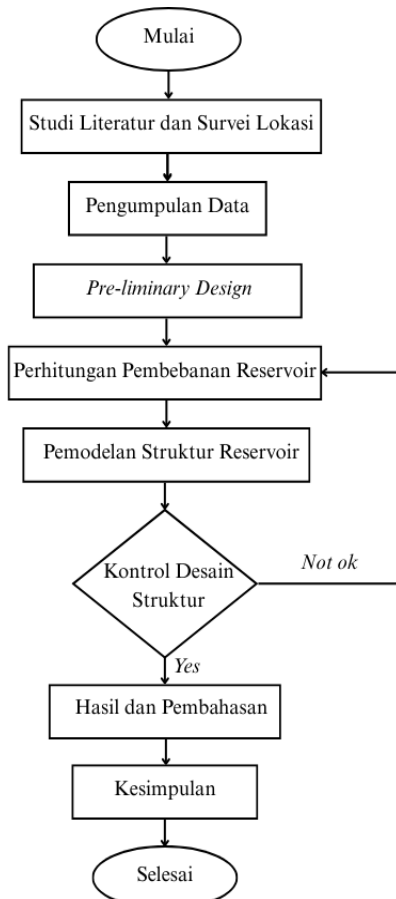 Mulai
Studi Literatur dan Survei Lokasi
Pengumpulan Data
Pre-liminary Design
Perhitungan Pembebanan Reservoir
Pemodelan Struktur Reservoir
Kontrol Desain
Struktur
Not ok
Yes
Hasil dan Pembahasan
Kesimpulan
Selesai